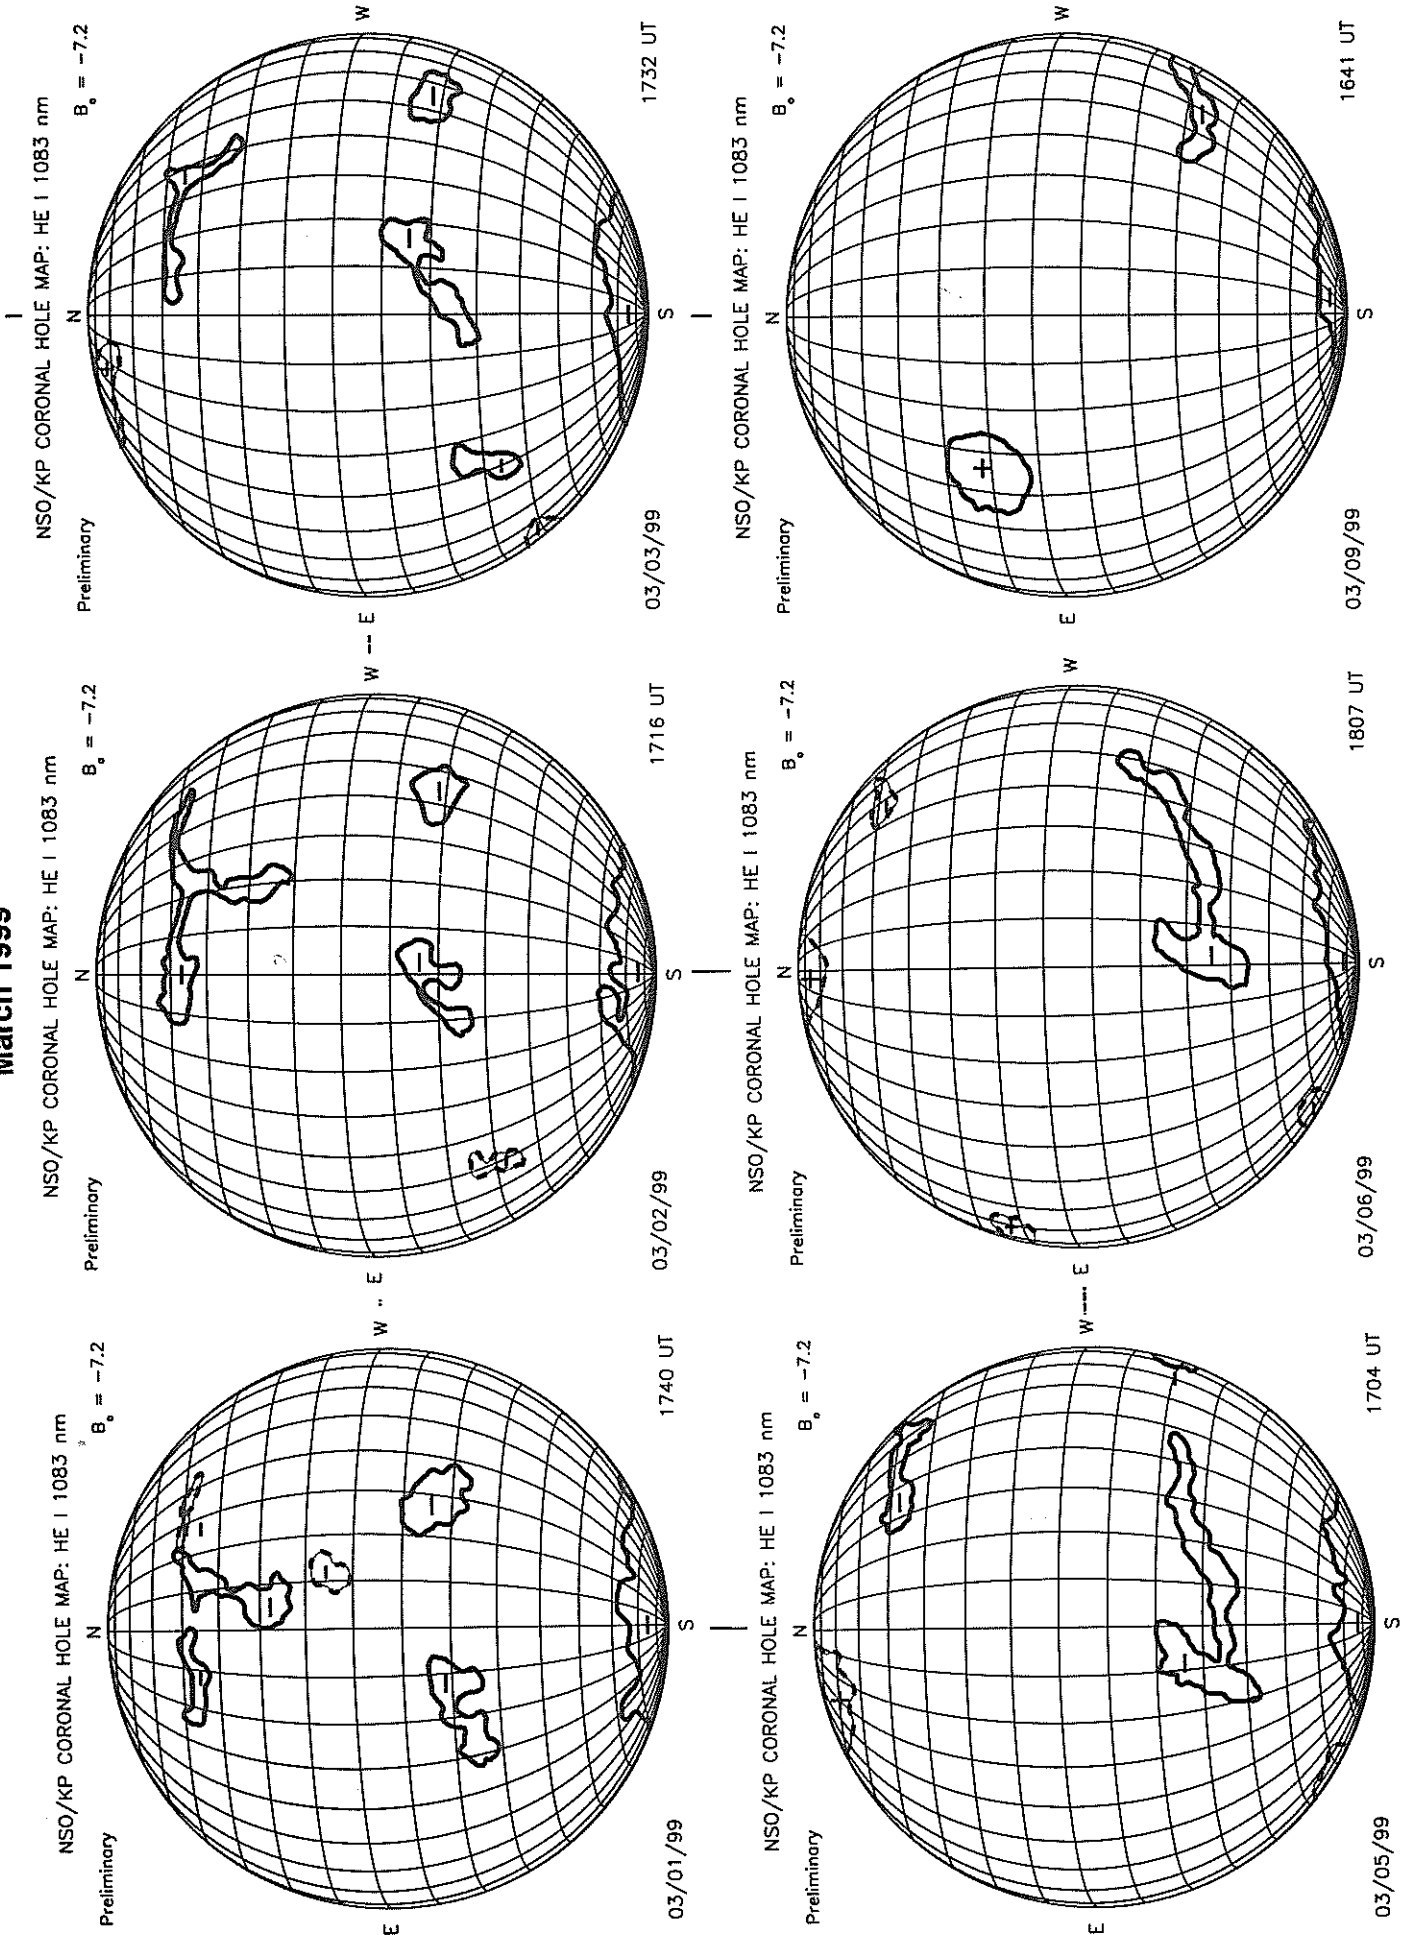 March 1999
NSO/KP CORONAL HOLE MAP: HE I 1083 nm
Preliminary
N
B₀ = -7.2
E
W
03/01/99
S
1740 UT
NSO/KP CORONAL HOLE MAP: HE I 1083 nm
Preliminary
N
B₀ = -7.2
E
W
03/02/99
S
1716 UT
NSO/KP CORONAL HOLE MAP: HE I 1083 nm
Preliminary
N
B₀ = -7.2
E
W
03/03/99
S
1732 UT
NSO/KP CORONAL HOLE MAP: HE I 1083 nm
Preliminary
N
B₀ = -7.2
E
W
03/05/99
S
1704 UT
NSO/KP CORONAL HOLE MAP: HE I 1083 nm
Preliminary
N
B₀ = -7.2
E
W
03/06/99
S
1807 UT
NSO/KP CORONAL HOLE MAP: HE I 1083 nm
Preliminary
N
B₀ = -7.2
E
W
03/09/99
S
1641 UT